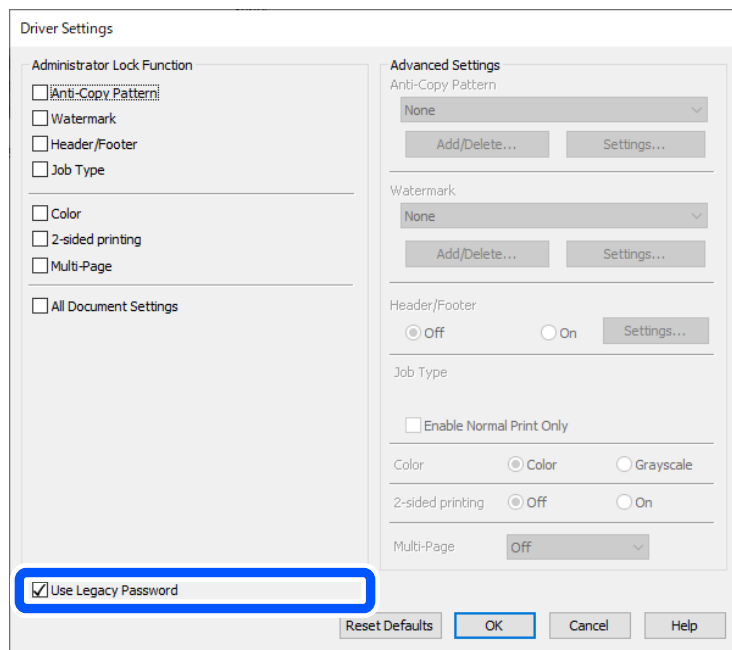 Driver Settings
Administrator Lock Function
Anti-Copy Pattern
Watermark
Header/Footer
Job Type
Color
2-sided printing
Multi-Page
All Document Settings
Use Legacy Password
Advanced Settings
Anti-Copy Pattern
None
Add/Delete... Settings...
Watermark
None
Add/Delete... Settings...
Header/Footer
Off On Settings...
Job Type
Enable Normal Print Only
Color Color Grayscale
2-sided printing Off On
Multi-Page Off
Reset Defaults OK Cancel Help